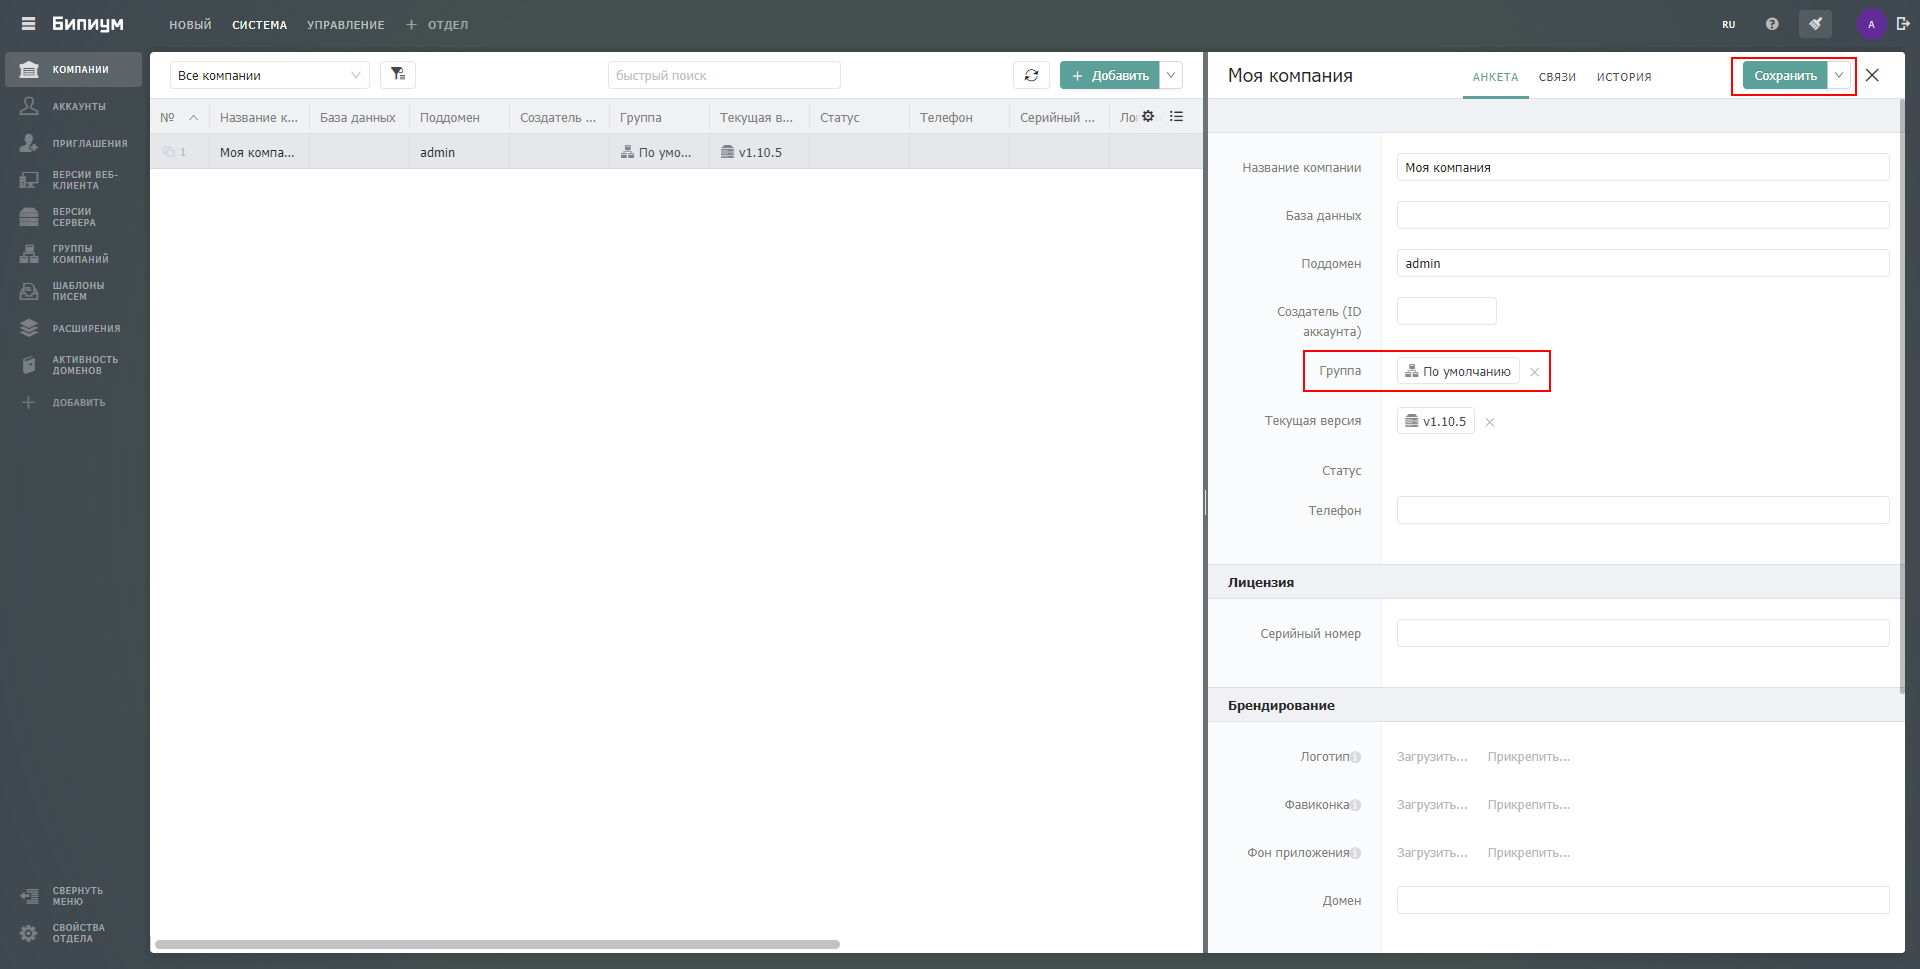 Бипиум
НОВЫЙ СИСТЕМА УПРАВЛЕНИЕ + ОТДЕЛ
RU ? A
КОМПАНИИ
АККАУНТЫ
ПРИГЛАШЕНИЯ
ВЕРСИИ ВЕБ-
КЛИЕНТА
ВЕРСИИ
СЕРВЕРА
ГРУППЫ
КОМПАНИЙ
ШАБЛОНЫ
ПИСЕМ
РАСШИРЕНИЯ
АКТИВНОСТЬ
ДОМЕНОВ
+ ДОБАВИТЬ
СВЕРНУТЬ
МЕНЮ
СВОЙСТВА
ОТДЕЛА
Все компании
быстрый поиск
+ Добавить
№ Название к... База данных Поддомен Создатель ... Группа Текущая в... Статус Телефон Серийный ... Ло
1 Моя компа... admin По умо... v1.10.5
Моя компания
АНКЕТА СВЯЗИ ИСТОРИЯ
Сохранить
Название компании Моя компания
База данных
Поддомен admin
Создатель (ID
аккаунта)
Группа По умолчанию
Текущая версия v1.10.5
Статус
Телефон
Лицензия
Серийный номер
Брендирование
Логотип Загрузить... Прикрепить...
Фавиконка Загрузить... Прикрепить...
Фон приложения Загрузить... Прикрепить...
Домен